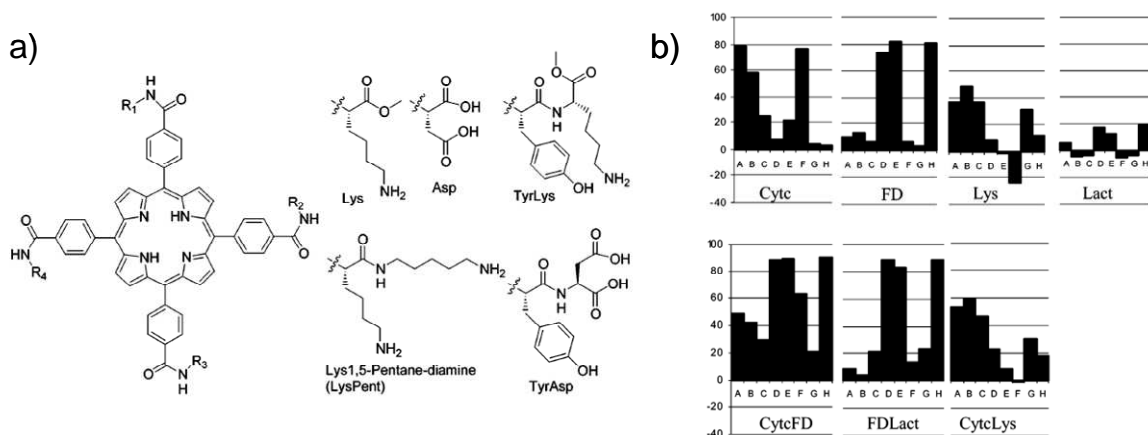 a)
H
N
R1
O
N HN
NH N
O
HN
R4
R2
NH
O
O
N
H
R3
O
O
NH2
Lys
O
OH
OH
O
Asp
O
O
O
N
H
NH2
OH
TyrLys
O
N
H
NH2
NH2
Lys1,5-Pentane-diamine
(LysPent)
O
OH
O
N
H
OH
O
OH
TyrAsp
b)
100
80
60
40
20
0
-20
-40
A B C D E F G H
A B C D E F G H
A B C D E F G H
A B C D E F G H
Cytc FD Lys Lact
100
80
60
40
20
0
-20
-40
A B C D E F G H
A B C D E F G H
A B C D E F G H
CytcFD FDLact CytcLys